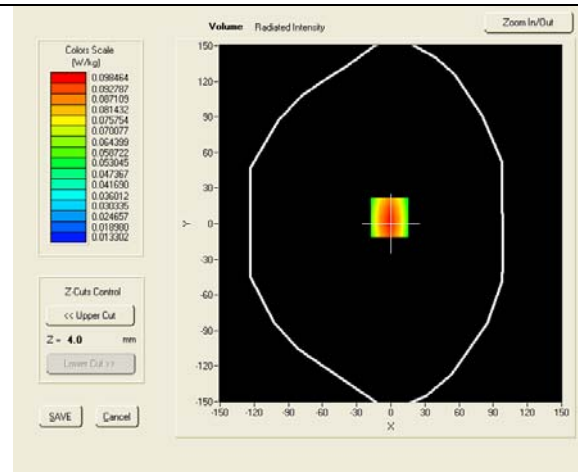 Volume Radiated Intensity
Zoom In/Out
Colors Scale
(W/kg)
0.098464
0.092787
0.087109
0.081432
0.075754
0.070077
0.064399
0.058722
0.053045
0.047367
0.041690
0.036012
0.030335
0.024657
0.018980
0.013302
Z-Cuts Control
<< Upper Cut
Z = 4.0 mm
Lower Cut >>
SAVE
Cancel
Y
150
120
90
60
30
0
-30
-60
-90
-120
-150
-150 -120 -90 -60 -30 0 30 60 90 120 150
X